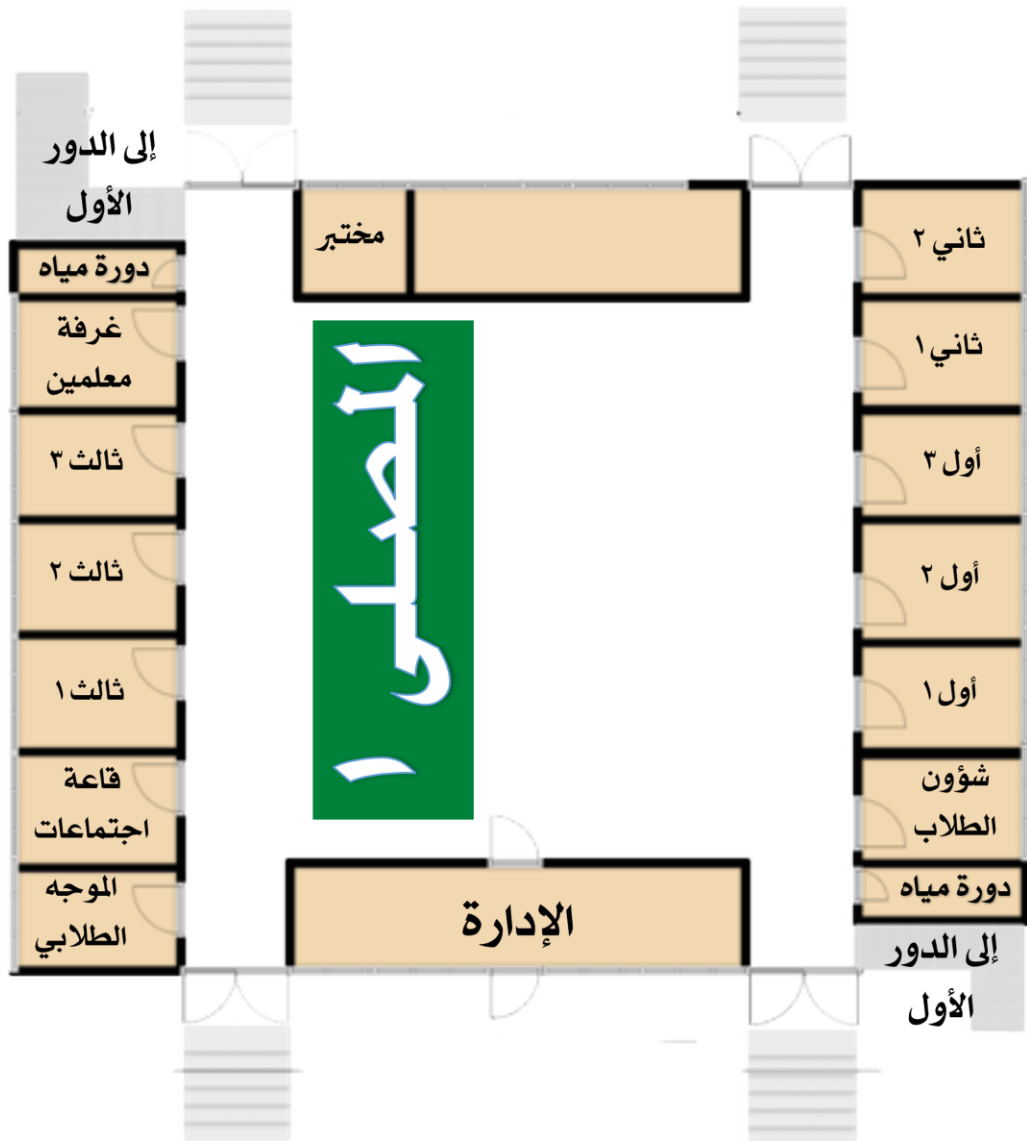 إلى الدور
الأول
مختبر
ثاني ٢
دورة مياه
غرفة
معلمين
ثاني ١
ثالث ٣
أول ٣
ثالث ٢
أول ٢
ثالث ١
أول ١
المصلى ١
قاعة
اجتماعات
شؤون
الطلاب
الموجه
الطلابي
الإدارة
دورة مياه
إلى الدور
الأول